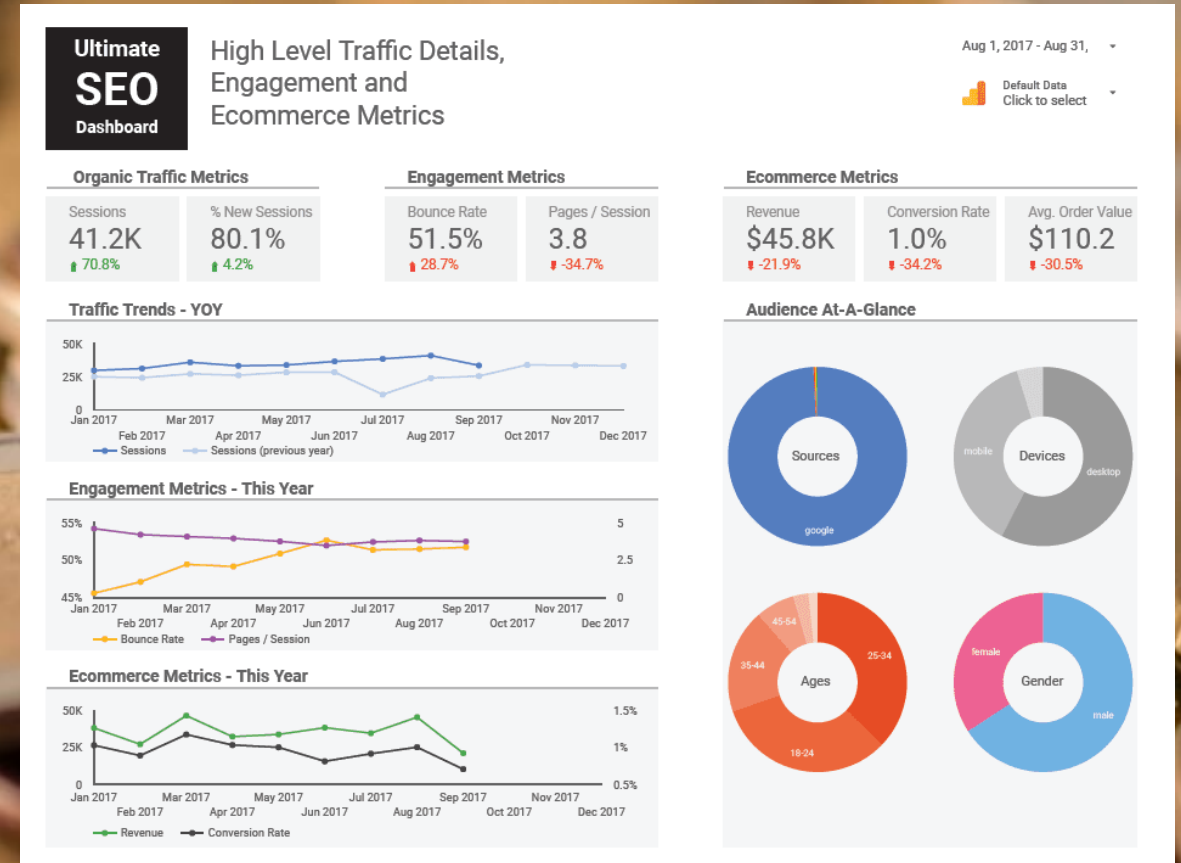 Ultimate
SEO
Dashboard
High Level Traffic Details,
Engagement and
Ecommerce Metrics
Aug 1, 2017 - Aug 31,
Default Data
Click to select
Organic Traffic Metrics
Sessions
41.2K
70.8%
% New Sessions
80.1%
4.2%
Engagement Metrics
Bounce Rate
51.5%
28.7%
Pages / Session
3.8
-34.7%
Ecommerce Metrics
Revenue
$45.8K
-21.9%
Conversion Rate
1.0%
-34.2%
Avg. Order Value
$110.2
-30.5%
Traffic Trends - YOY
50K
25K
0
Jan 2017 Mar 2017 May 2017 Jul 2017 Sep 2017 Nov 2017
Feb 2017 Apr 2017 Jun 2017 Aug 2017 Oct 2017 Dec 2017
Sessions Sessions (previous year)
Engagement Metrics - This Year
55% 5
50% 2.5
45% 0
Jan 2017 Mar 2017 May 2017 Jul 2017 Sep 2017 Nov 2017
Feb 2017 Apr 2017 Jun 2017 Aug 2017 Oct 2017 Dec 2017
Bounce Rate Pages / Session
Ecommerce Metrics - This Year
50K 1.5%
25K 1%
0 0.5%
Jan 2017 Mar 2017 May 2017 Jul 2017 Sep 2017 Nov 2017
Feb 2017 Apr 2017 Jun 2017 Aug 2017 Oct 2017 Dec 2017
Revenue Conversion Rate
Audience At-A-Glance
Sources
google
mobile
Devices
desktop
45-54
25-34
35-44
Ages
18-24
female
Gender
male